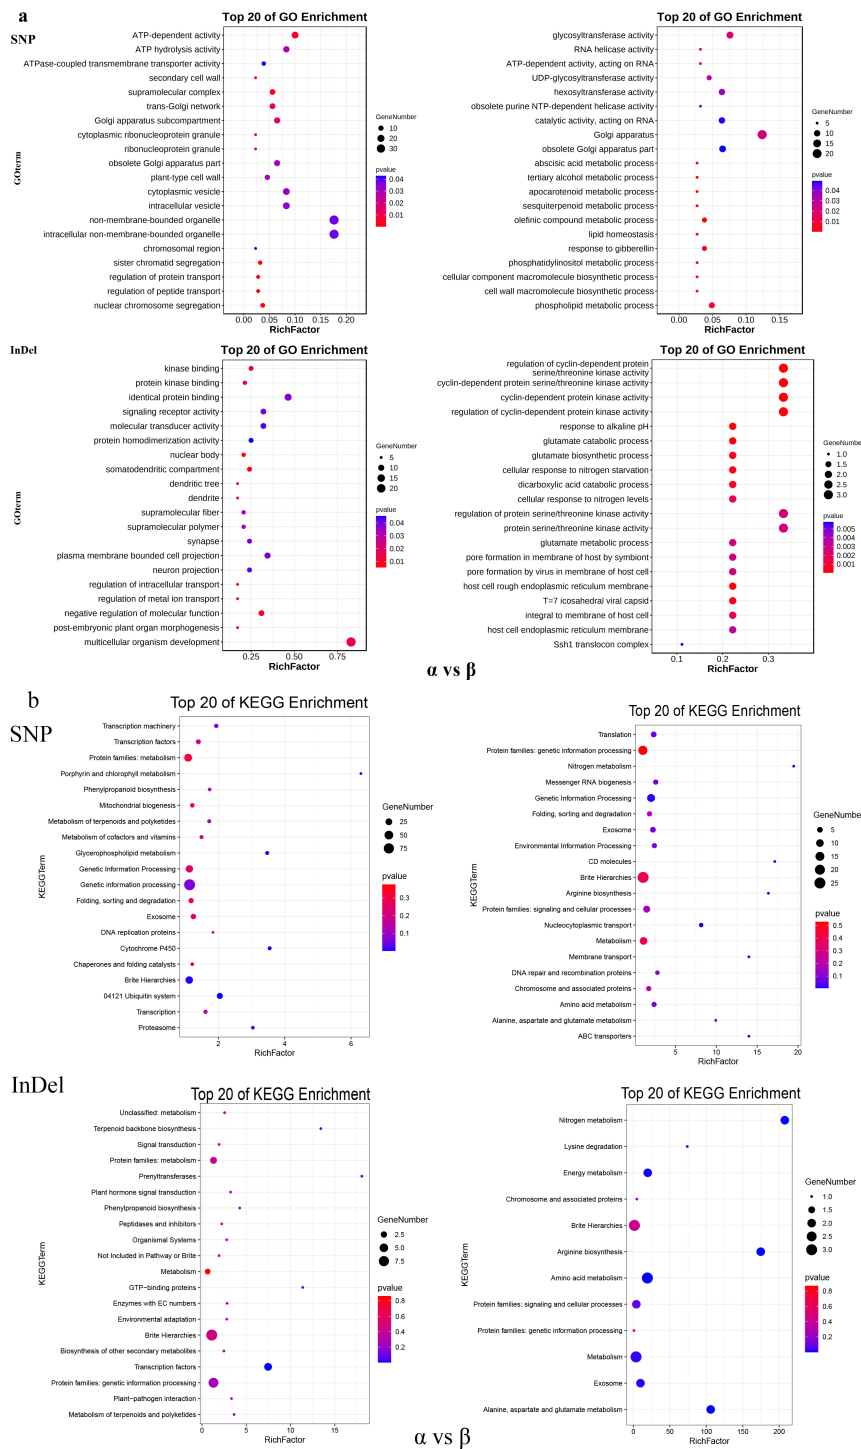 a
SNP
Top 20 of GO Enrichment
GOterm
ATP-dependent activity
ATP hydrolysis activity
ATPase-coupled transmembrane transporter activity
secondary cell wall
supramolecular complex
trans-Golgi network
Golgi apparatus subcompartment
cytoplasmic ribonucleoprotein granule
ribonucleoprotein granule
obsolete Golgi apparatus part
plant-type cell wall
cytoplasmic vesicle
intracellular vesicle
non-membrane-bounded organelle
intracellular non-membrane-bounded organelle
chromosomal region
sister chromatid segregation
regulation of protein transport
regulation of peptide transport
nuclear chromosome segregation
0.00 0.05 0.10 0.15 0.20
RichFactor
GeneNumber
10
20
30
pvalue
0.04
0.03
0.02
0.01
Top 20 of GO Enrichment
glycosyltransferase activity
RNA helicase activity
ATP-dependent activity, acting on RNA
UDP-glycosyltransferase activity
hexosyltransferase activity
obsolete purine NTP-dependent helicase activity
catalytic activity, acting on RNA
Golgi apparatus
obsolete Golgi apparatus part
abscisic acid metabolic process
tertiary alcohol metabolic process
apocarotenoid metabolic process
sesquiterpenoid metabolic process
olefinic compound metabolic process
lipid homeostasis
response to gibberellin
phosphatidylinositol metabolic process
cellular component macromolecule biosynthetic process
cell wall macromolecule biosynthetic process
phospholipid metabolic process
0.00 0.05 0.10 0.15
RichFactor
GeneNumber
5
10
15
20
pvalue
0.04
0.03
0.02
0.01
InDel
Top 20 of GO Enrichment
GOterm
kinase binding
protein kinase binding
identical protein binding
signaling receptor activity
molecular transducer activity
protein homodimerization activity
nuclear body
somatodendritic compartment
dendritic tree
dendrite
supramolecular fiber
supramolecular polymer
synapse
plasma membrane bounded cell projection
neuron projection
regulation of intracellular transport
regulation of metal ion transport
negative regulation of molecular function
post-embryonic plant organ morphogenesis
multicellular organism development
0.25 0.50 0.75
RichFactor
GeneNumber
5
10
15
20
pvalue
0.04
0.03
0.02
0.01
Top 20 of GO Enrichment
regulation of cyclin-dependent protein
serine/threonine kinase activity
cyclin-dependent protein serine/threonine kinase activity
cyclin-dependent protein kinase activity
regulation of cyclin-dependent protein kinase activity
response to alkaline pH
glutamate catabolic process
glutamate biosynthetic process
cellular response to nitrogen starvation
dicarboxylic acid catabolic process
cellular response to nitrogen levels
regulation of protein serine/threonine kinase activity
protein serine/threonine kinase activity
glutamate metabolic process
pore formation in membrane of host by symbiont
pore formation by virus in membrane of host cell
host cell rough endoplasmic reticulum membrane
T=7 icosahedral viral capsid
integral to membrane of host cell
host cell endoplasmic reticulum membrane
Ssh1 translocon complex
0.1 0.2 0.3
RichFactor
GeneNumber
1.0
1.5
2.0
2.5
3.0
pvalue
0.005
0.004
0.003
0.002
0.001
α vs β
b
SNP
Top 20 of KEGG Enrichment
KEGGTerm
Transcription machinery
Transcription factors
Protein families: metabolism
Porphyrin and chlorophyll metabolism
Phenylpropanoid biosynthesis
Mitochondrial biogenesis
Metabolism of terpenoids and polyketides
Metabolism of cofactors and vitamins
Glycerophospholipid metabolism
Genetic Information Processing
Genetic information processing
Folding, sorting and degradation
Exosome
DNA replication proteins
Cytochrome P450
Chaperones and folding catalysts
Brite Hierarchies
04121 Ubiquitin system
Transcription
Proteasome
2 4 6
RichFactor
GeneNumber
25
50
75
pvalue
0.3
0.2
0.1
Top 20 of KEGG Enrichment
KEGGTerm
Translation
Protein families: genetic information processing
Nitrogen metabolism
Messenger RNA biogenesis
Genetic Information Processing
Folding, sorting and degradation
Exosome
Environmental Information Processing
CD molecules
Brite Hierarchies
Arginine biosynthesis
Protein families: signaling and cellular processes
Nucleocytoplasmic transport
Metabolism
Membrane transport
DNA repair and recombination proteins
Chromosome and associated proteins
Amino acid metabolism
Alanine, aspartate and glutamate metabolism
ABC transporters
5 10 15 20
RichFactor
GeneNumber
5
10
15
20
25
pvalue
0.5
0.4
0.3
0.2
0.1
InDel
Top 20 of KEGG Enrichment
KEGGTerm
Unclassified: metabolism
Terpenoid backbone biosynthesis
Signal transduction
Protein families: metabolism
Prenyltransferases
Plant hormone signal transduction
Phenylpropanoid biosynthesis
Peptidases and inhibitors
Organismal Systems
Not Included in Pathway or Brite
Metabolism
GTP−binding proteins
Enzymes with EC numbers
Environmental adaptation
Brite Hierarchies
Biosynthesis of other secondary metabolites
Transcription factors
Protein families: genetic information processing
Plant−pathogen interaction
Metabolism of terpenoids and polyketides
0 5 10 15
RichFactor
GeneNumber
2.5
5.0
7.5
pvalue
0.8
0.6
0.4
0.2
Top 20 of KEGG Enrichment
KEGGTerm
Nitrogen metabolism
Lysine degradation
Energy metabolism
Chromosome and associated proteins
Brite Hierarchies
Arginine biosynthesis
Amino acid metabolism
Protein families: signaling and cellular processes
Protein families: genetic information processing
Metabolism
Exosome
Alanine, aspartate and glutamate metabolism
0 50 100 150 200
RichFactor
GeneNumber
1.0
1.5
2.0
2.5
3.0
pvalue
0.8
0.6
0.4
0.2
α vs β